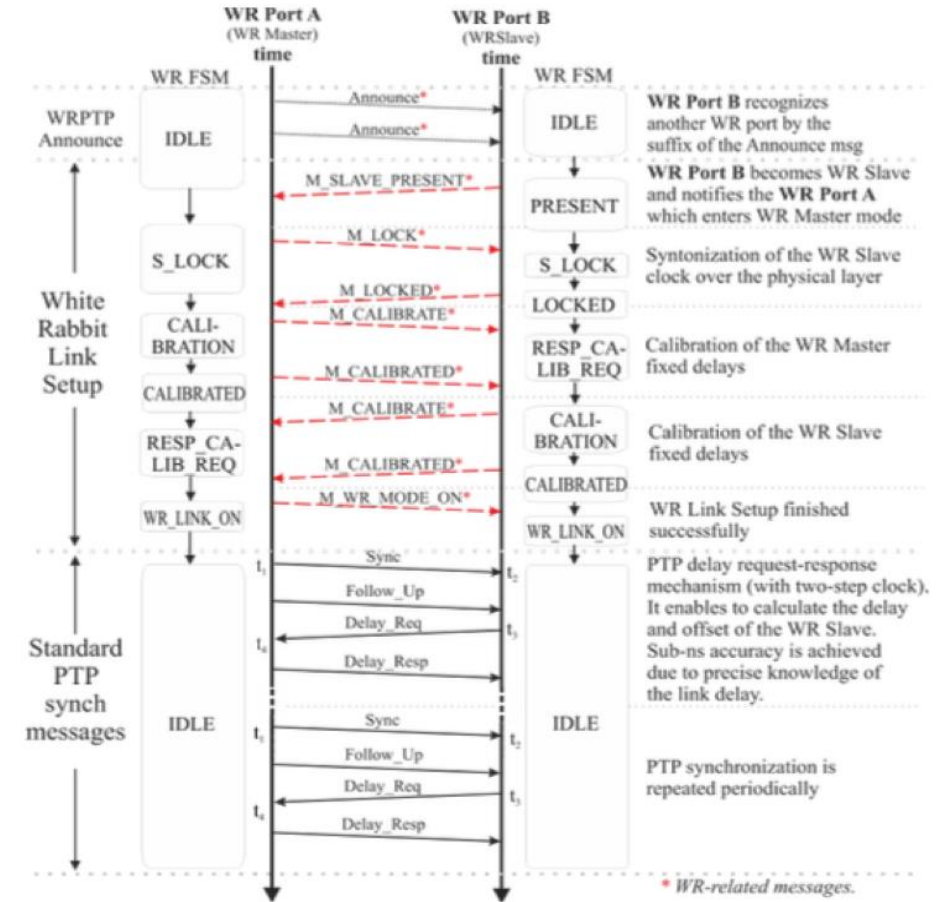 WR Port A
(WR Master)
time
WR Port B
(WRSlave)
time
WR FSM
WR FSM
WRPTP
Announce
IDLE
Announce*
Announce*
IDLE
WR Port B recognizes
another WR port by the
suffix of the Announce msg
White
Rabbit
Link
Setup
M_SLAVE_PRESENT*
PRESENT
WR Port B becomes WR Slave
and notifies the WR Port A
which enters WR Master mode
S_LOCK
M_LOCK*
S_LOCK
Syntonization of the WR Slave
clock over the physical layer
M_LOCKED*
LOCKED
CALI-
BRATION
M_CALIBRATE*
RESP_CA-
LIB_REQ
Calibration of the WR Master
fixed delays
CALIBRATED
M_CALIBRATED*
RESP_CA-
LIB_REQ
M_CALIBRATE*
CALI-
BRATION
Calibration of the WR Slave
fixed delays
M_CALIBRATED*
CALIBRATED
WR_LINK_ON
M_WR_MODE_ON*
WR_LINK_ON
WR Link Setup finished
successfully
Standard
PTP
synch
messages
IDLE
t₁
Sync
t₂
Follow_Up
Delay_Req
t₃
t₄
Delay_Resp
IDLE
PTP delay request-response
mechanism (with two-step clock).
It enables to calculate the delay
and offset of the WR Slave.
Sub-ns accuracy is achieved
due to precise knowledge of
the link delay.
t₁
Sync
t₂
Follow_Up
Delay_Req
t₃
t₄
Delay_Resp
PTP synchronization is
repeated periodically
* WR-related messages.